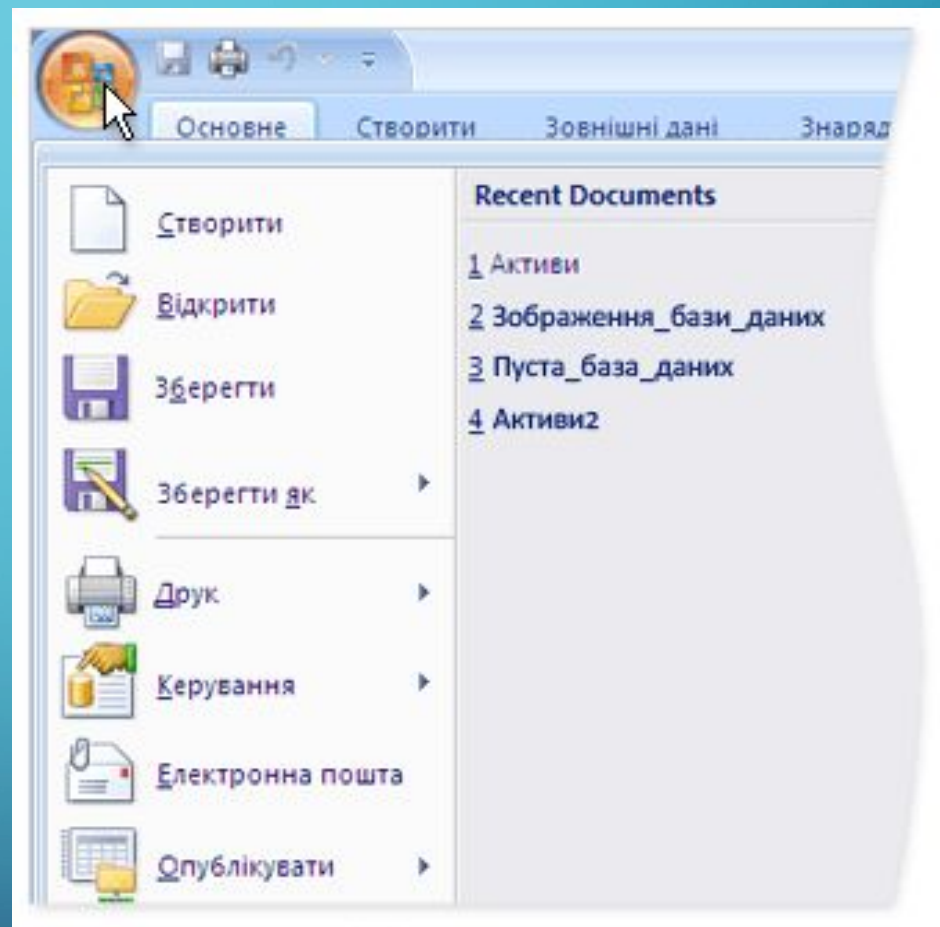 Основне Створити Зовнішні дані
Створити
Відкрити
Зберегти
Зберегти як
Друк
Керування
Електронна пошта
Опублікувати
Recent Documents
1 Активи
2 Зображення_бази_даних
3 Пуста_база_даних
4 Активи2